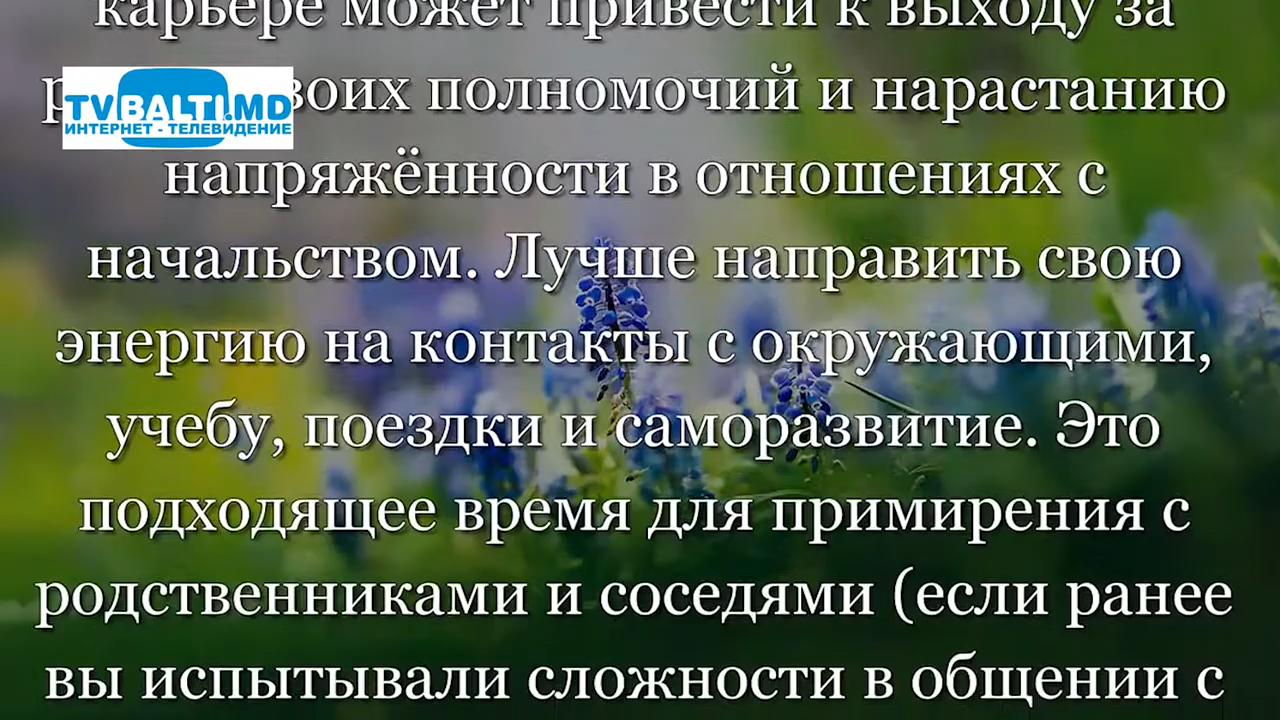 карьере может привести к выходу за
воих полномочий и нарастанию
TVBALTI.MD
ИНТЕРНЕТ - ТЕЛЕВИДЕНИЕ
напряжённости в отношениях с
начальством. Лучше направить свою
энергию на контакты с окружающими,
учебу, поездки и саморазвитие. Это
подходящее время для примирения с
родственниками и соседями (если ранее
вы испытывали сложности в общении с